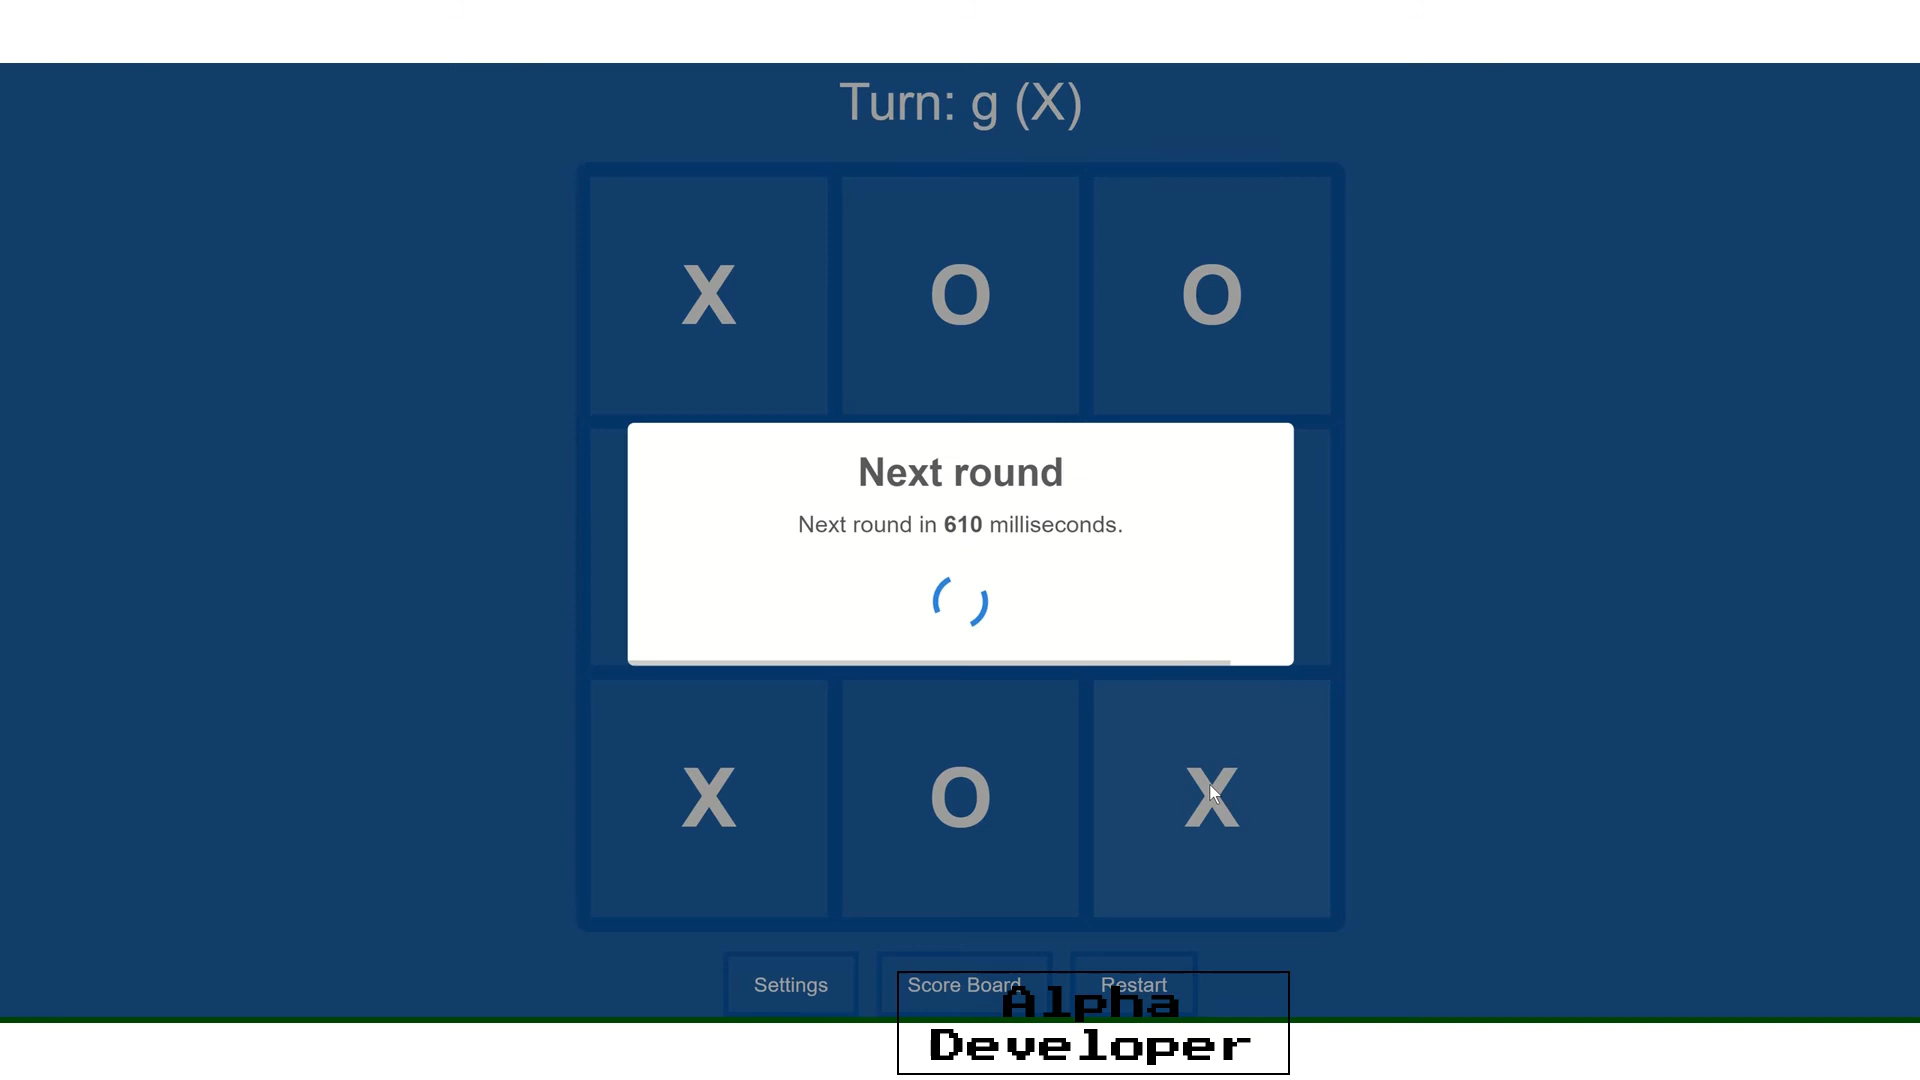 Turn: g (X)
X O O
Next round
Next round in 610 milliseconds.
X O X
Settings Score Board Restart
Alpha
Developer